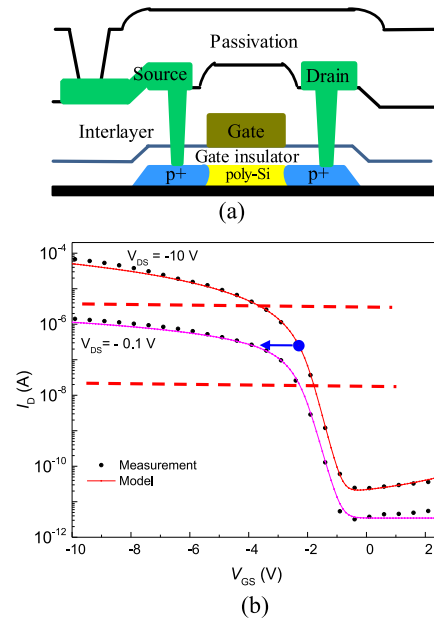 Passivation
Source
Drain
Interlayer
Gate
Gate insulator
p+
poly-Si
p+
(a)
10⁻⁴
V_DS = -10 V
10⁻⁶
V_DS= - 0.1 V
I_D (A)
10⁻⁸
10⁻¹⁰
Measurement
Model
10⁻¹²
-10 -8 -6 -4 -2 0 2
V_GS (V)
(b)